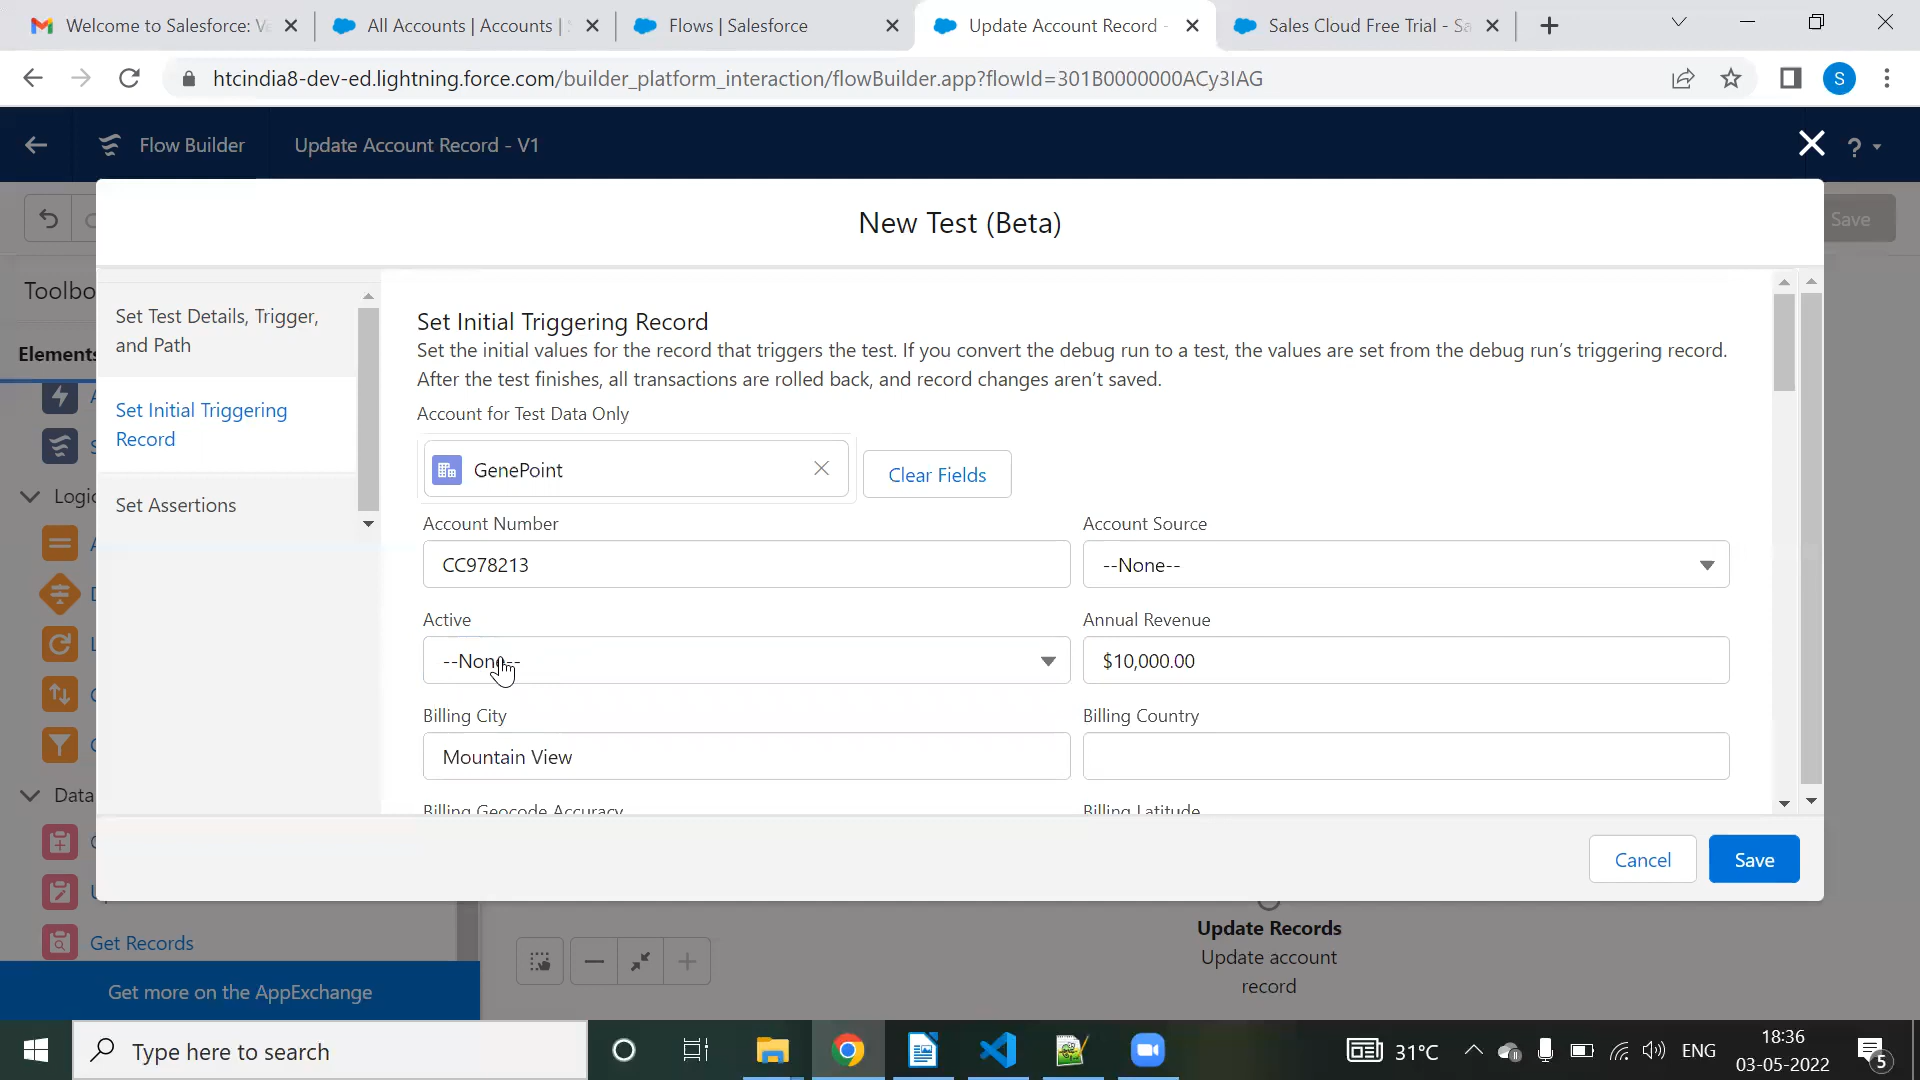 Welcome to Salesforce: Ve
All Accounts | Accounts |
Flows | Salesforce
Update Account Record -
Sales Cloud Free Trial - Sa
htcindia8-dev-ed.lightning.force.com/builder_platform_interaction/flowBuilder.app?flowId=301B0000000ACy3IAG
S
Flow Builder
Update Account Record - V1
?
New Test (Beta)
Save
Toolbo
Elements
Logic
Data
Get Records
Get more on the AppExchange
Set Test Details, Trigger,
and Path
Set Initial Triggering
Record
Set Assertions
Set Initial Triggering Record
Set the initial values for the record that triggers the test. If you convert the debug run to a test, the values are set from the debug run's triggering record.
After the test finishes, all transactions are rolled back, and record changes aren't saved.
Account for Test Data Only
GenePoint
Clear Fields
Account Number
Account Source
CC978213
--None--
Active
Annual Revenue
--None--
$10,000.00
Billing City
Billing Country
Mountain View
Billing Geocode Accuracy
Billing Latitude
Cancel
Save
Update Records
Update account
record
Type here to search
31°C
ENG
18:36
03-05-2022
5